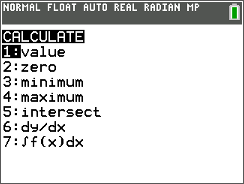 NORMAL FLOAT AUTO REAL RADIAN MP
CALCULATE
1:value
2:zero
3:minimum
4:maximum
5:intersect
6:dy/dx
7:∫f(x)dx